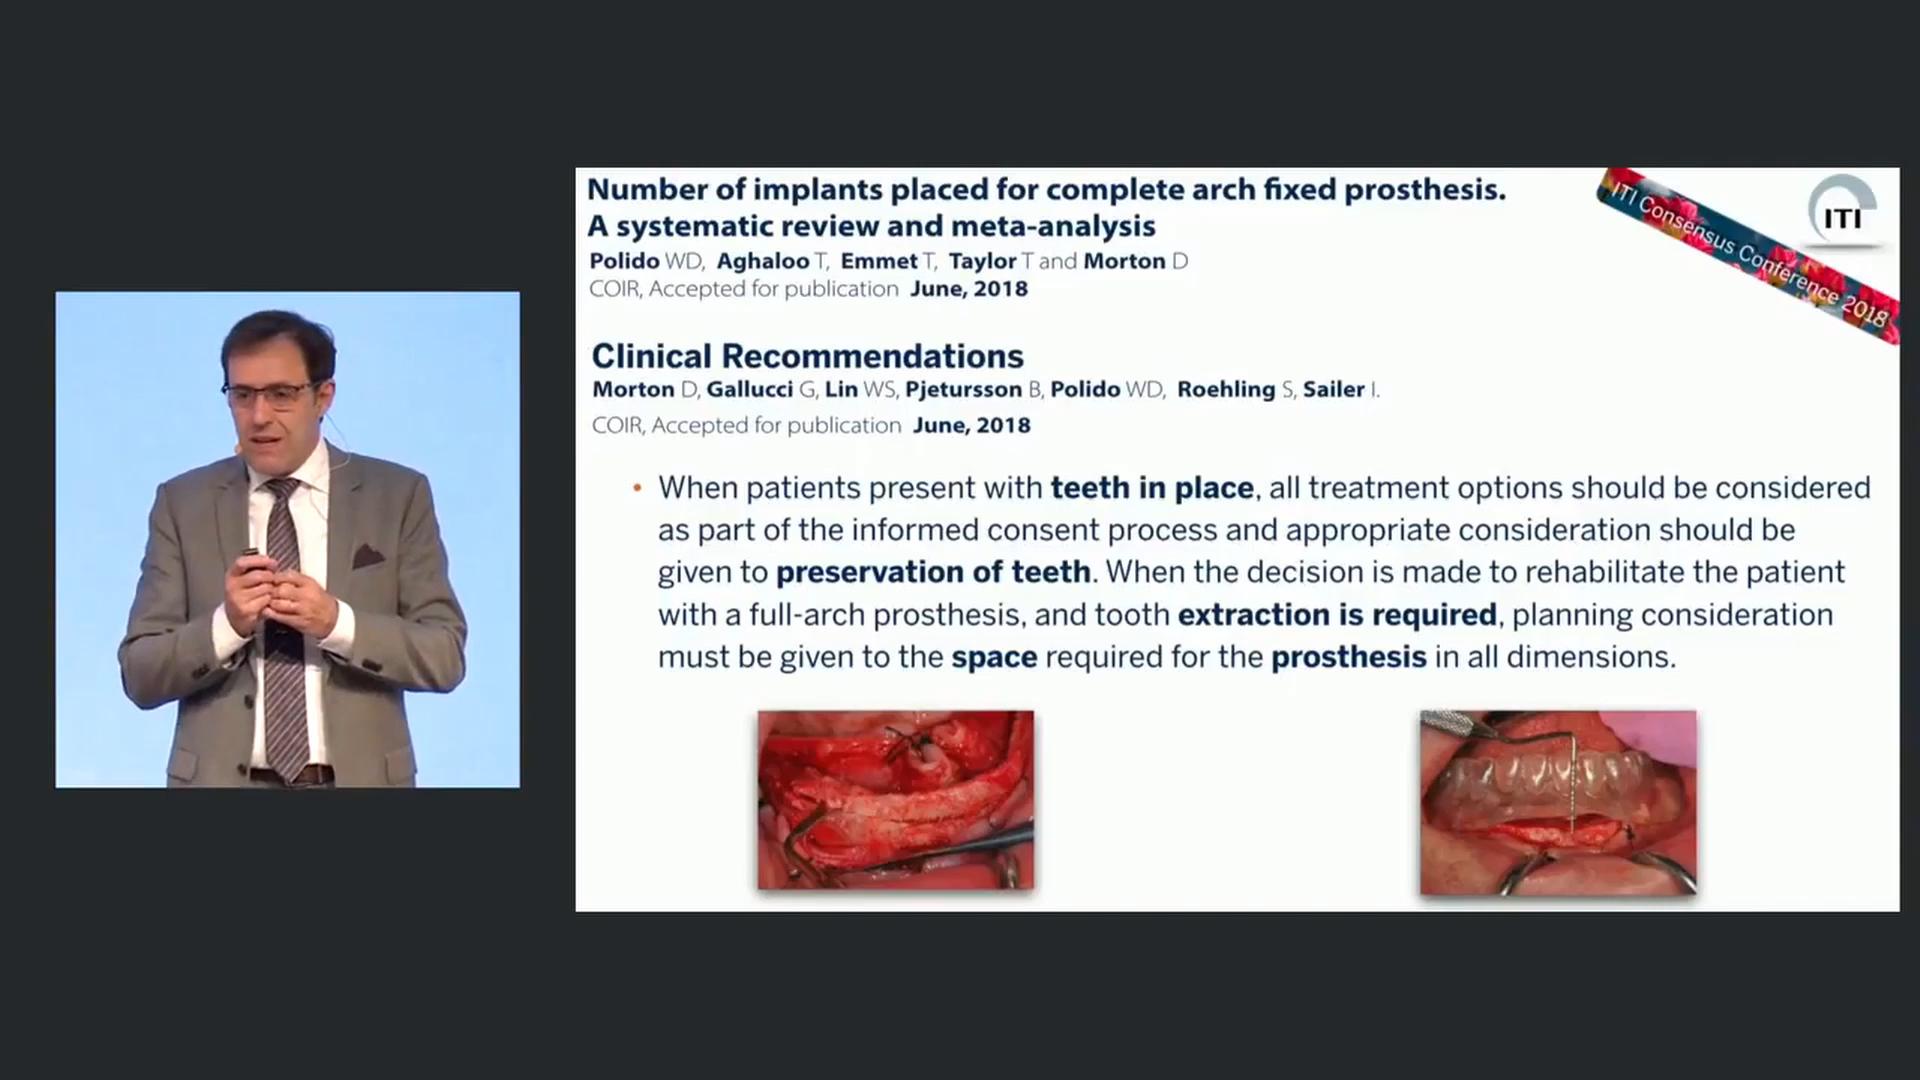 Number of implants placed for complete arch fixed prosthesis.
A systematic review and meta-analysis
Polido WD, Aghaloo T, Emmet T, Taylor T and Morton D
COIR, Accepted for publication June, 2018
ITI Consensus Conference 2018
ITI
Clinical Recommendations
Morton D, Gallucci G, Lin WS, Pjetursson B, Polido WD, Roehling S, Sailer I.
COIR, Accepted for publication June, 2018
• When patients present with teeth in place, all treatment options should be considered
as part of the informed consent process and appropriate consideration should be
given to preservation of teeth. When the decision is made to rehabilitate the patient
with a full-arch prosthesis, and tooth extraction is required, planning consideration
must be given to the space required for the prosthesis in all dimensions.